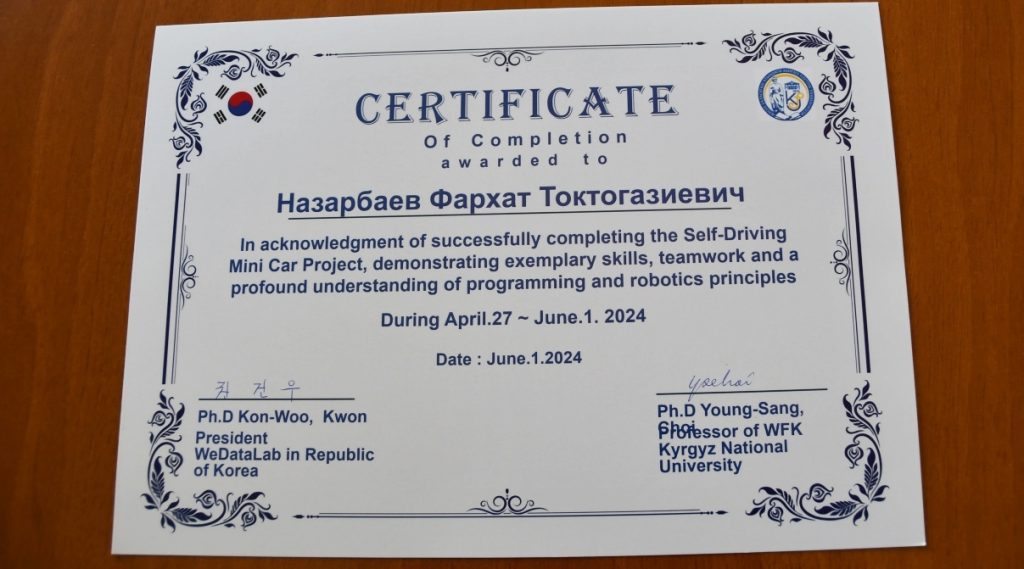 CERTIFICATE
Of Completion
awarded to
Назарбаев Фархат Токтогазиевич
In acknowledgment of successfully completing the Self-Driving
Mini Car Project, demonstrating exemplary skills, teamwork and a
profound understanding of programming and robotics principles
During April.27 ~ June.1. 2024
Date : June.1.2024
권 건 우
Ph.D Kon-Woo, Kwon
President
WeDataLab in Republic
of Korea
Ph.D Young-Sang,
Choi
Professor of WFK
Kyrgyz National
University